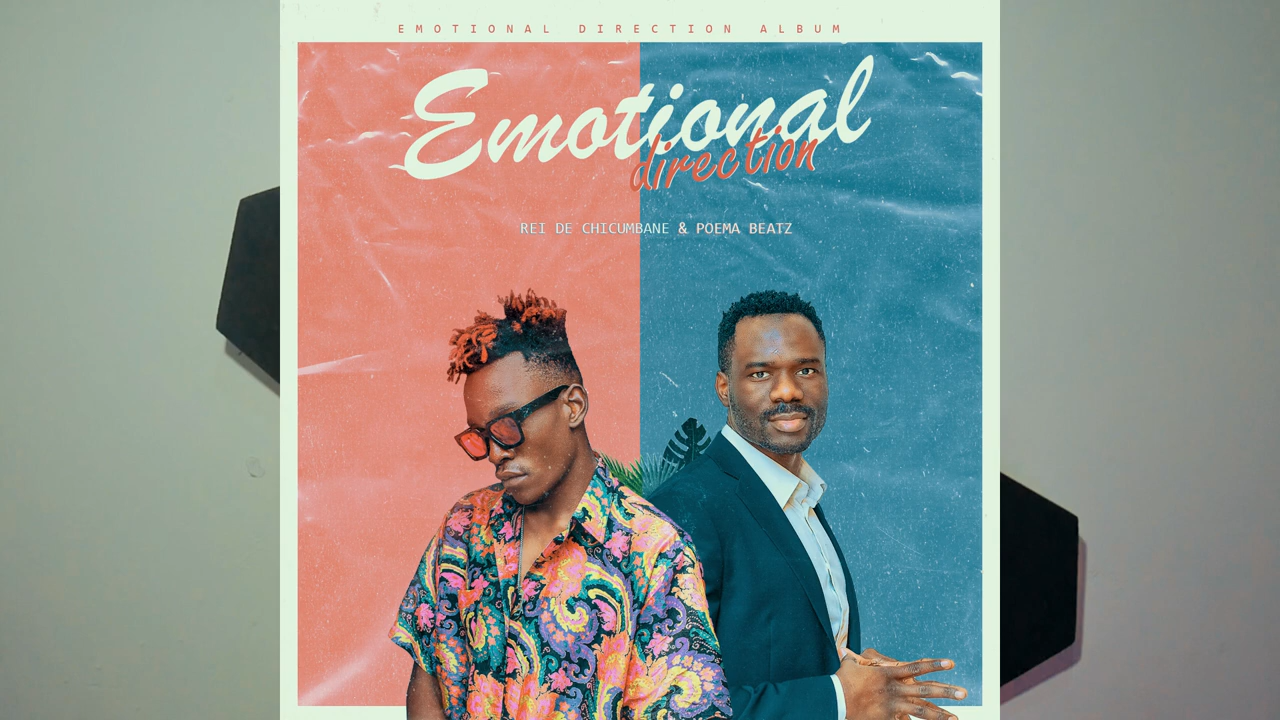 EMOTIONAL DIRECTION ALBUM
Emotional
direction
REI DE CHICUMBANE & POEMA BEATZ